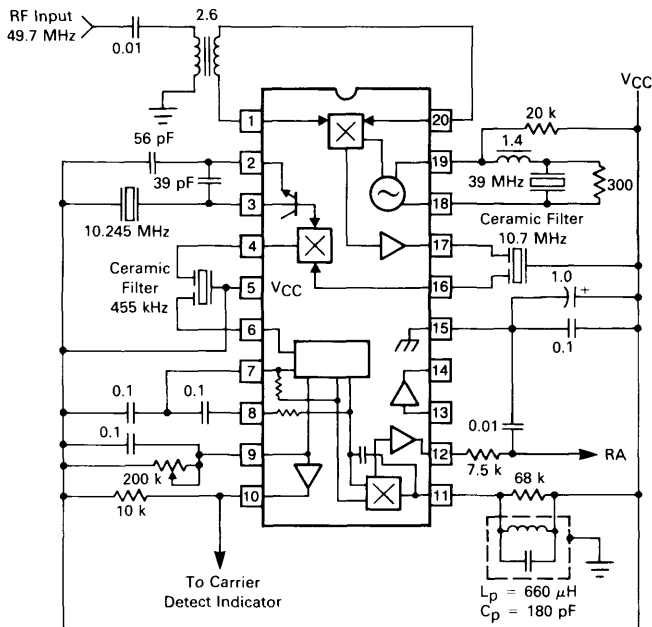 RF Input
49.7 MHz
0.01
2.6
VCC
1
20
20 k
56 pF
2
19
1.4
39 pF
39 MHz
300
3
18
10.245 MHz
Ceramic Filter
10.7 MHz
4
17
Ceramic
Filter
455 kHz
5
VCC
16
1.0
+
6
15
0.1
7
14
0.1
0.1
8
13
0.01
0.1
9
12
7.5 k
RA
200 k
10
11
68 k
10 k
To Carrier
Detect Indicator
Lp = 660 μH
Cp = 180 pF